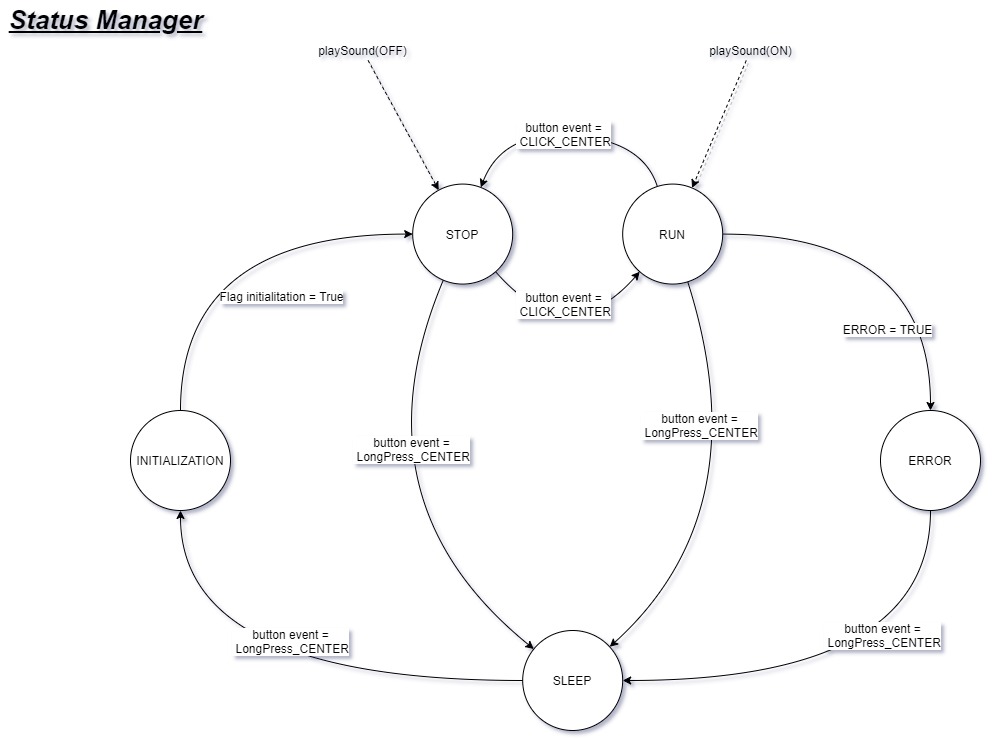 Status Manager
playSound(OFF)
playSound(ON)
button event =
CLICK_CENTER
STOP
RUN
Flag initialitation = True
button event =
CLICK_CENTER
ERROR = TRUE
button event =
LongPress_CENTER
button event =
LongPress_CENTER
INITIALIZATION
ERROR
button event =
LongPress_CENTER
button event =
LongPress_CENTER
SLEEP